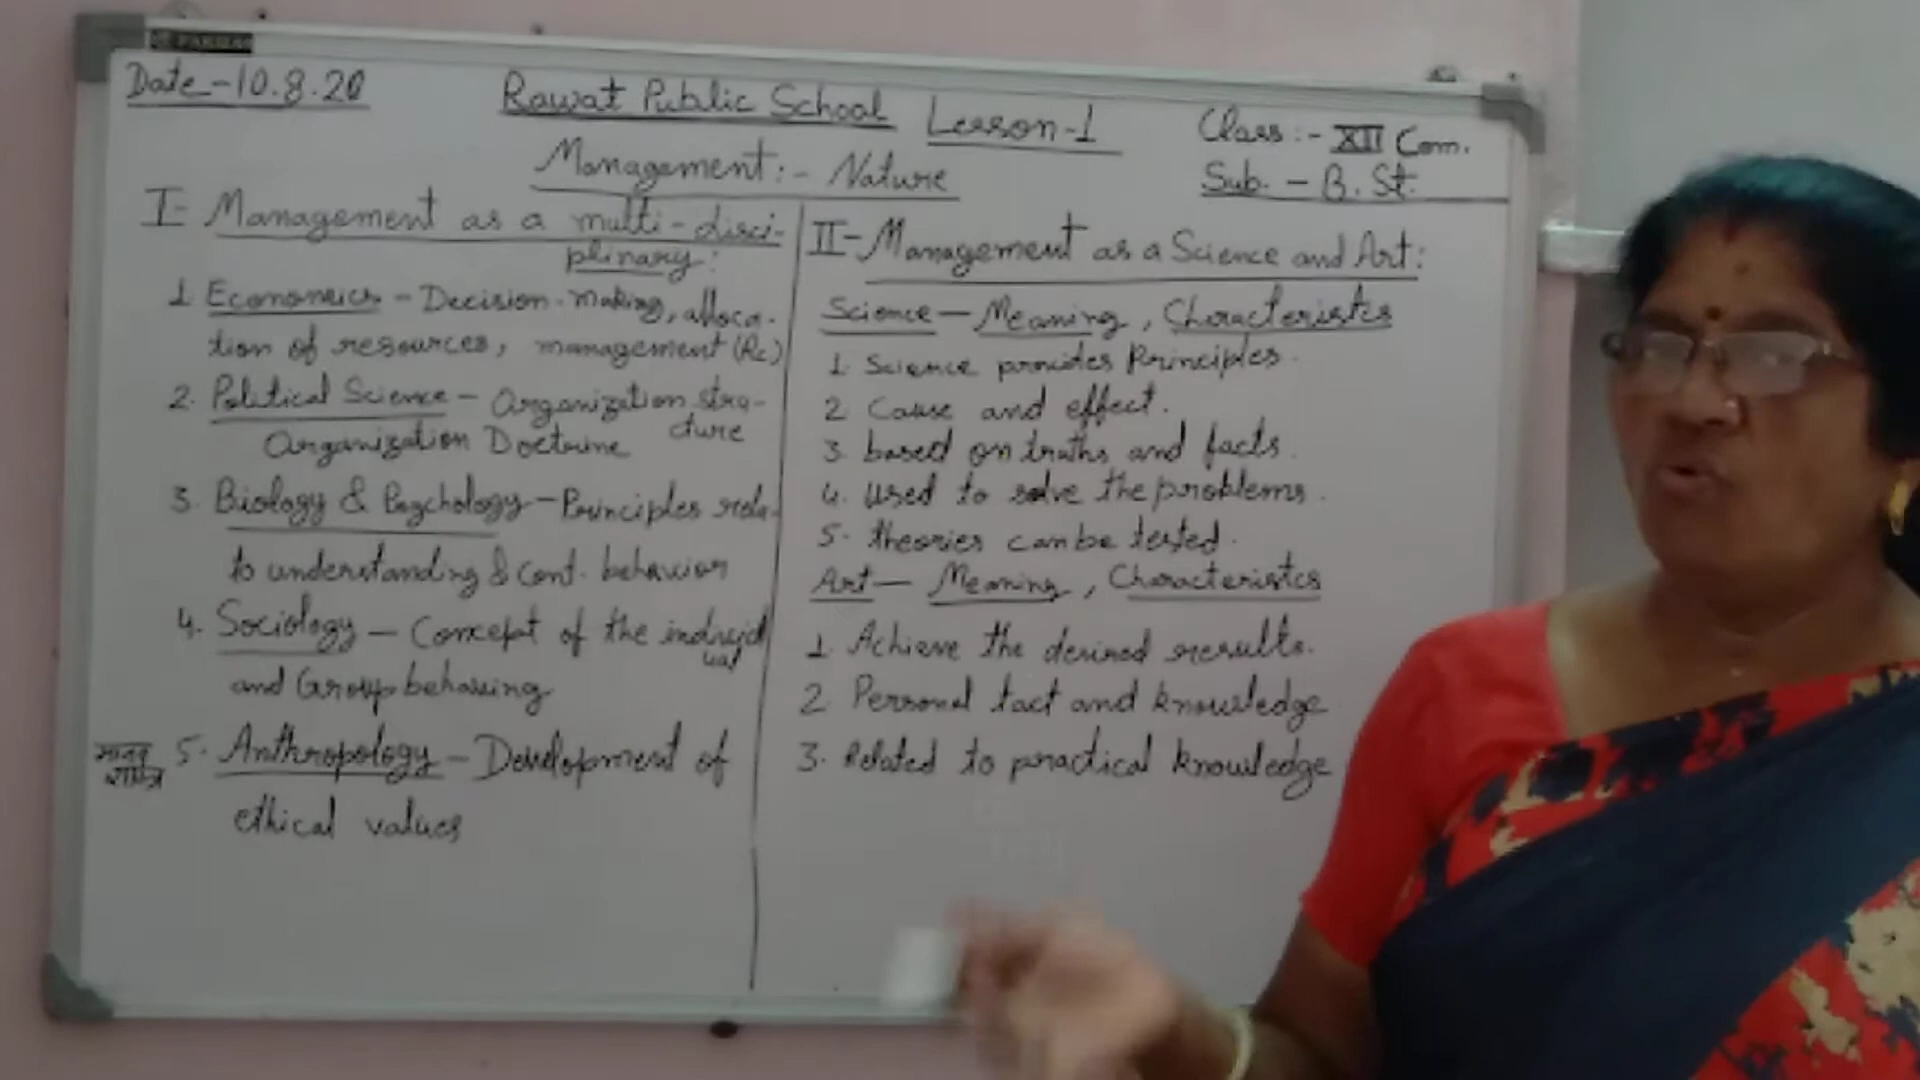 Date - 10.8.20
Rawat Public School
Lesson-1
Class :- XII Com.
Sub. - B. St.
Management :- Nature
I- Management as a multi-disci-
plinary:
1 Economics - Decision-making, alloca-
tion of resources, management (Rc)
2. Political Science - Organization stru-
cture
Organization Doctrine
3. Biology & Psychology - Principles rela-
to understanding & cont. behavior
4. Sociology - Concept of the individ
ual
and Group behaving
मानव
शास्त्र
5. Anthropology - Development of
ethical values
II- Management as a Science and Art:
Science - Meaning, Characteristcs
1 Science provides Principles.
2 Cause and effect.
3. based on truths and facts.
4. Used to solve the problems.
5. theories can be tested.
Art - Meaning, Characteristcs
1 Achieve the desired results.
2 Personal tact and knowledge
3. Related to practical knowledge